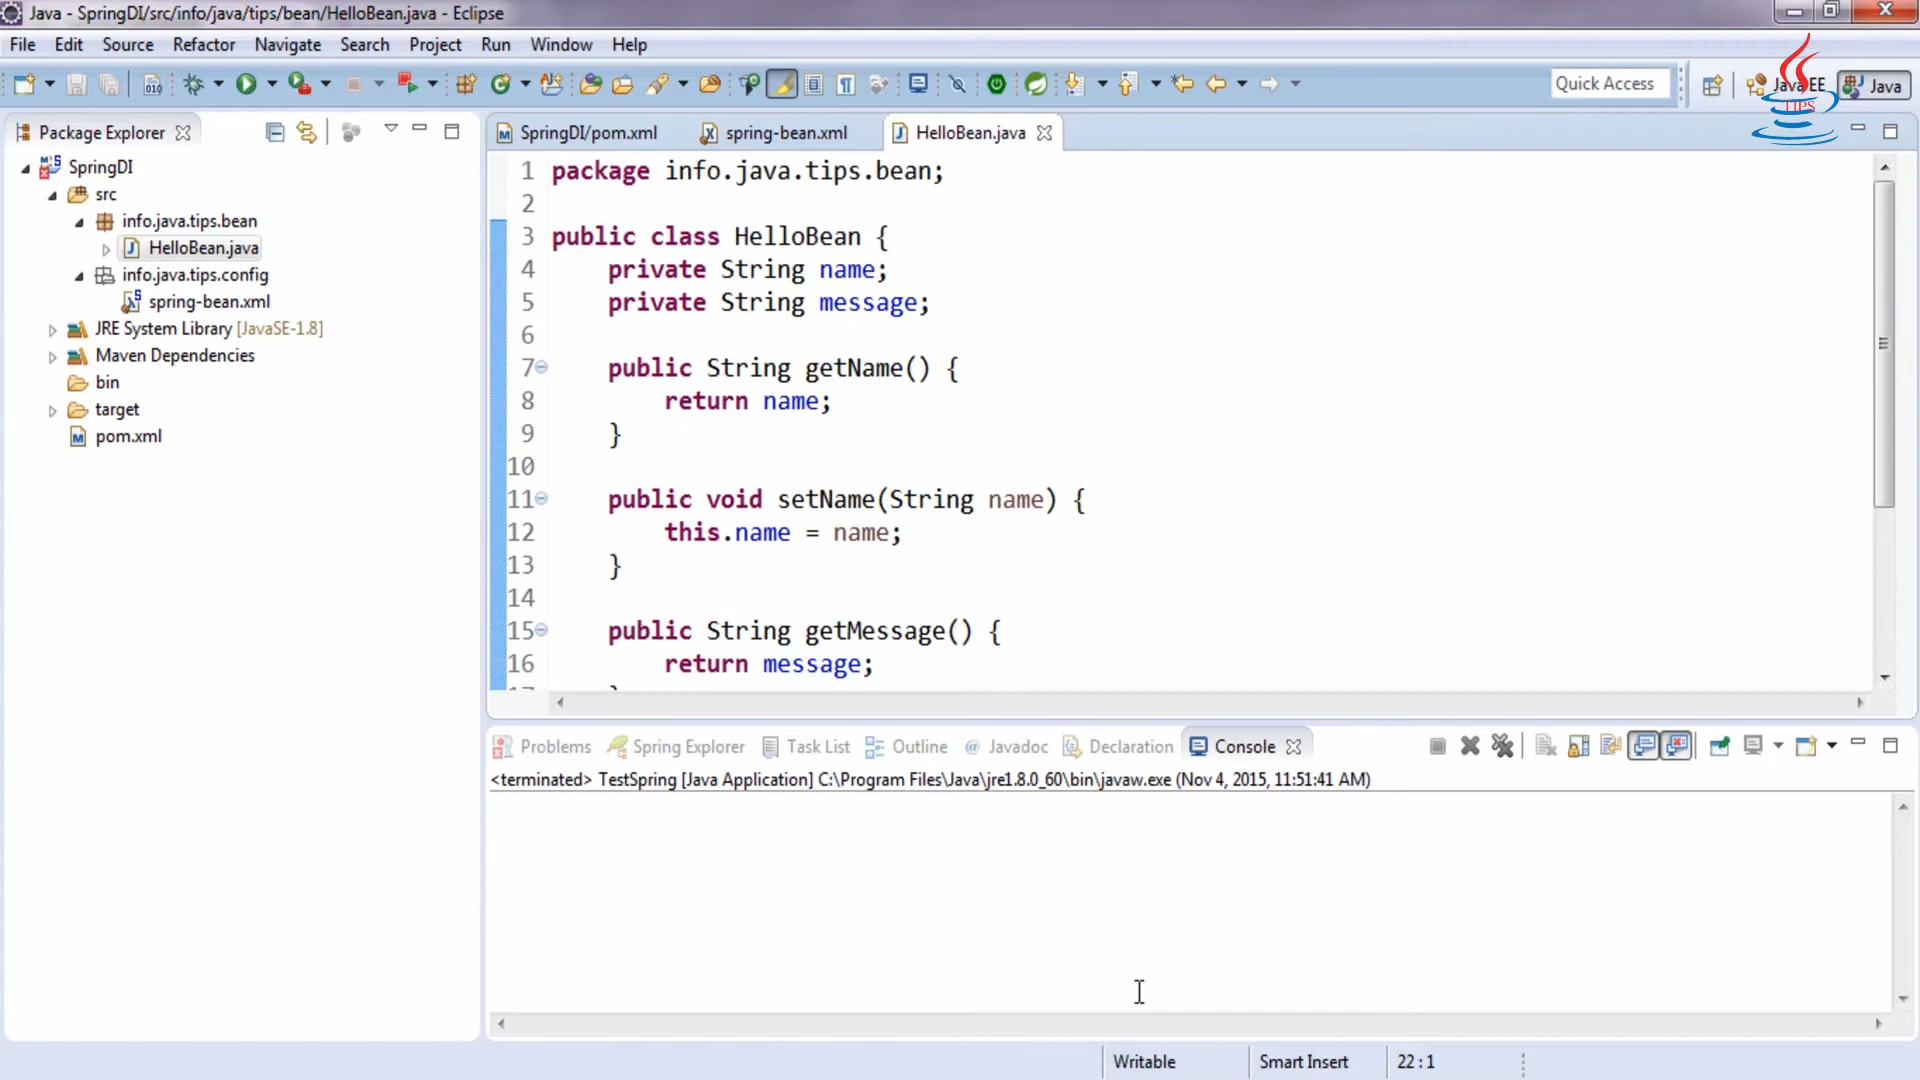 Java - SpringDI/src/info/java/tips/bean/HelloBean.java - Eclipse
File Edit Source Refactor Navigate Search Project Run Window Help
Quick Access
Java EE
Java
TIPS
Package Explorer
SpringDI/pom.xml
spring-bean.xml
HelloBean.java
SpringDI
src
info.java.tips.bean
HelloBean.java
info.java.tips.config
spring-bean.xml
JRE System Library [JavaSE-1.8]
Maven Dependencies
bin
target
pom.xml
1 package info.java.tips.bean;
2
3 public class HelloBean {
4 private String name;
5 private String message;
6
7 public String getName() {
8 return name;
9 }
10
11 public void setName(String name) {
12 this.name = name;
13 }
14
15 public String getMessage() {
16 return message;
Problems Spring Explorer Task List Outline @ Javadoc Declaration Console
<terminated> TestSpring [Java Application] C:\Program Files\Java\jre1.8.0_60\bin\javaw.exe (Nov 4, 2015, 11:51:41 AM)
Writable Smart Insert 22 : 1